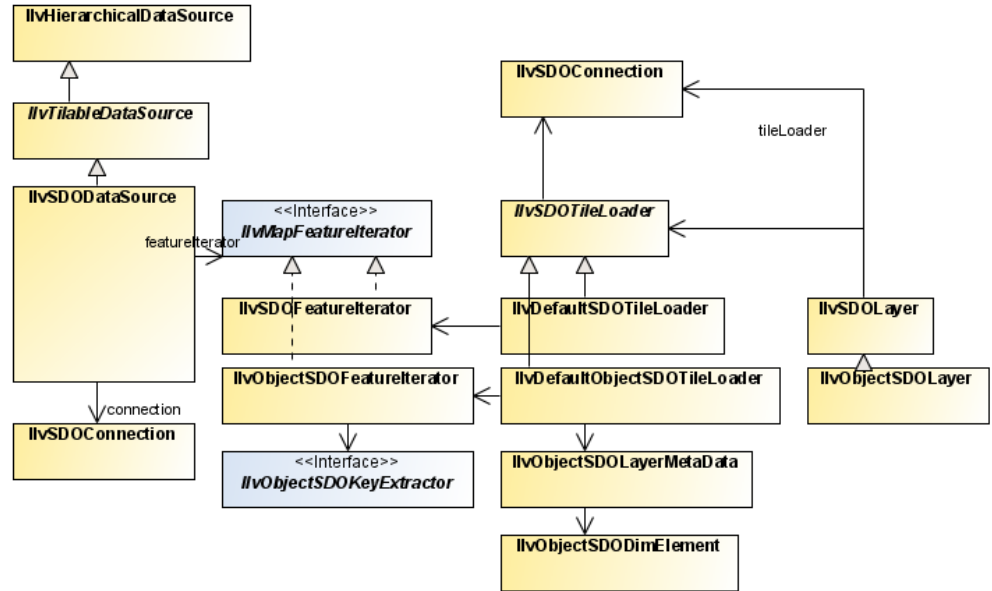 IlvHierarchicalDataSource
IlvTilableDataSource
IlvSDODataSource
featureIterator
connection
IlvSDOConnection
<<Interface>>
IlvMapFeatureIterator
IlvSDOFeatureIterator
IlvObjectSDOFeatureIterator
<<Interface>>
IlvObjectSDOKeyExtractor
IlvSDOConnection
tileLoader
IlvSDOTileLoader
IlvDefaultSDOTileLoader
IlvDefaultObjectSDOTileLoader
IlvObjectSDOLayerMetaData
IlvObjectSDODimElement
IlvSDOLayer
IlvObjectSDOLayer